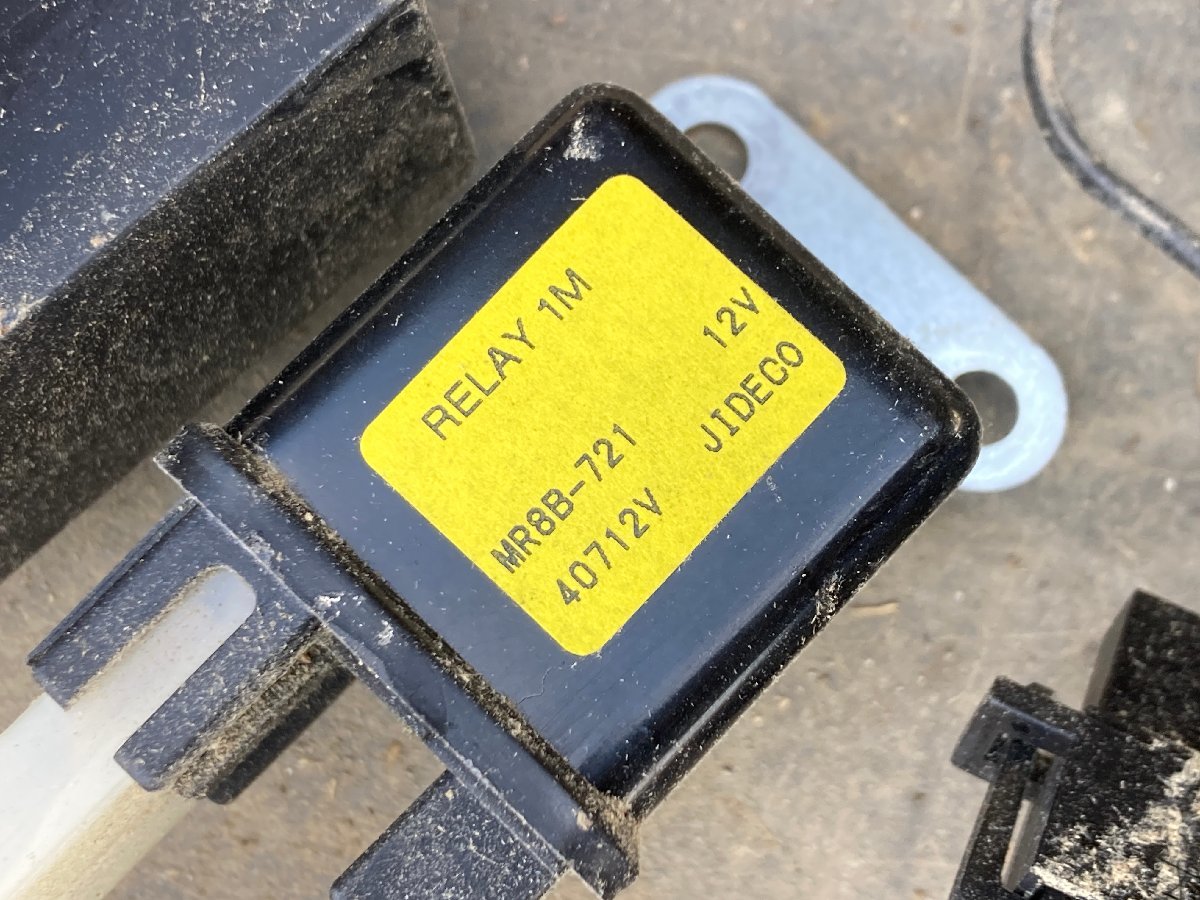 RELAY 1M
12V
MR8B-721 JIDECO
40712V